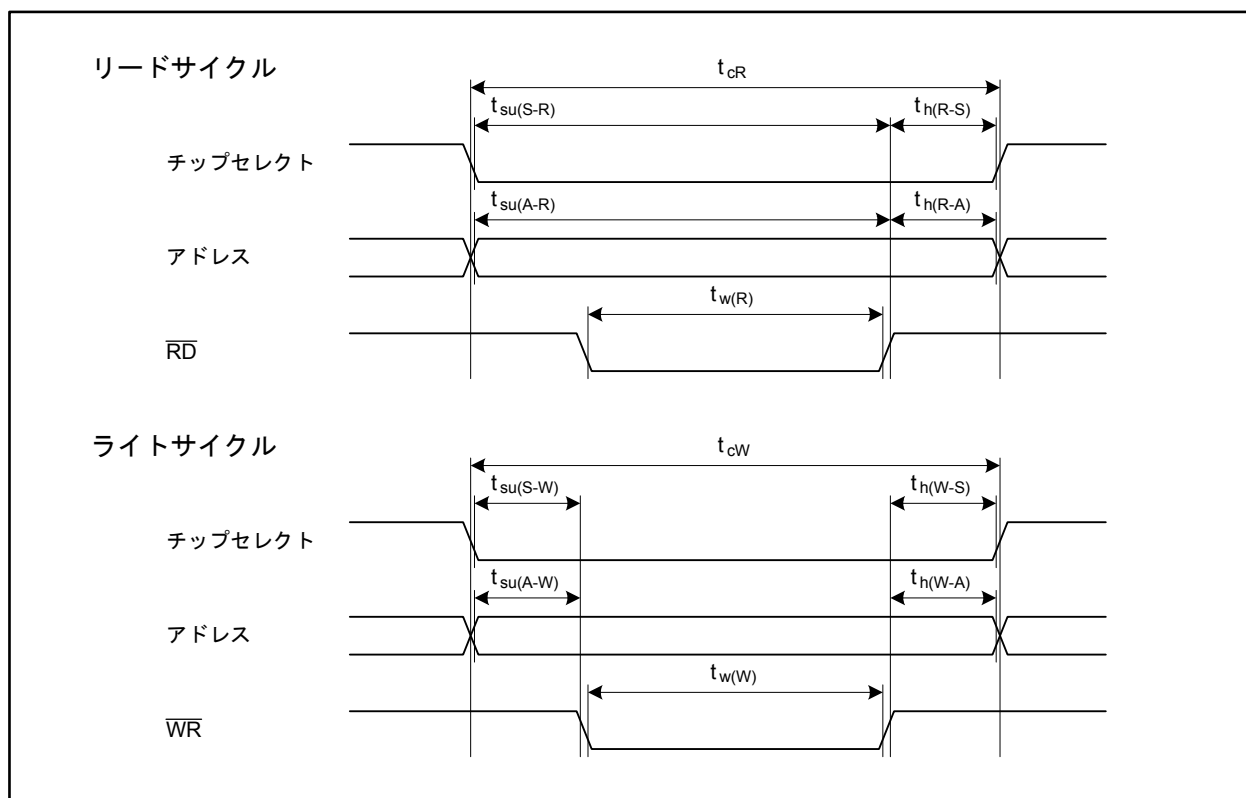 リードサイクル
tcR
tsu(S-R) th(R-S)
チップセレクト
tsu(A-R) th(R-A)
アドレス
tw(R)
R̅D̅
ライトサイクル
tcW
tsu(S-W) th(W-S)
チップセレクト
tsu(A-W) th(W-A)
アドレス
tw(W)
W̅R̅